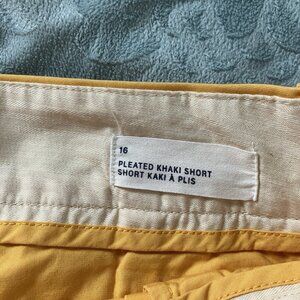 16
PLEATED KHAKI SHORT
SHORT KAKI À PLIS